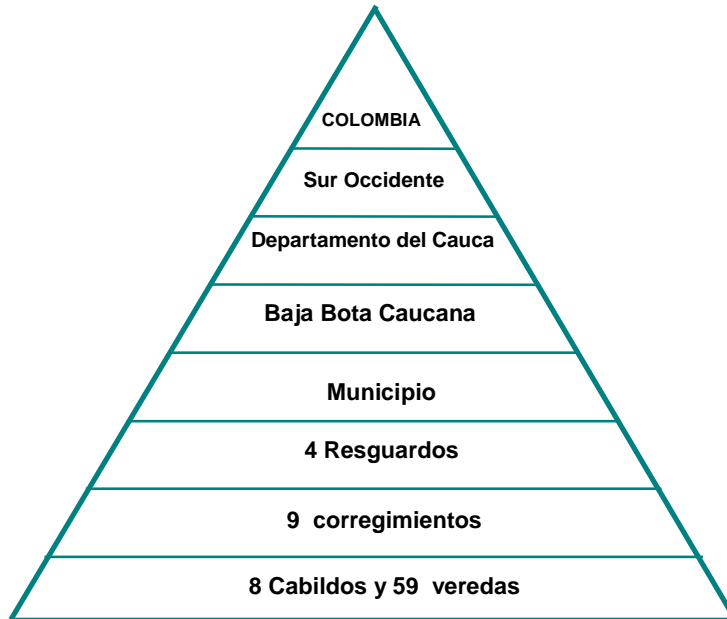 COLOMBIA
Sur Occidente
Departamento del Cauca
Baja Bota Caucana
Municipio
4 Resguardos
9 corregimientos
8 Cabildos y 59 veredas